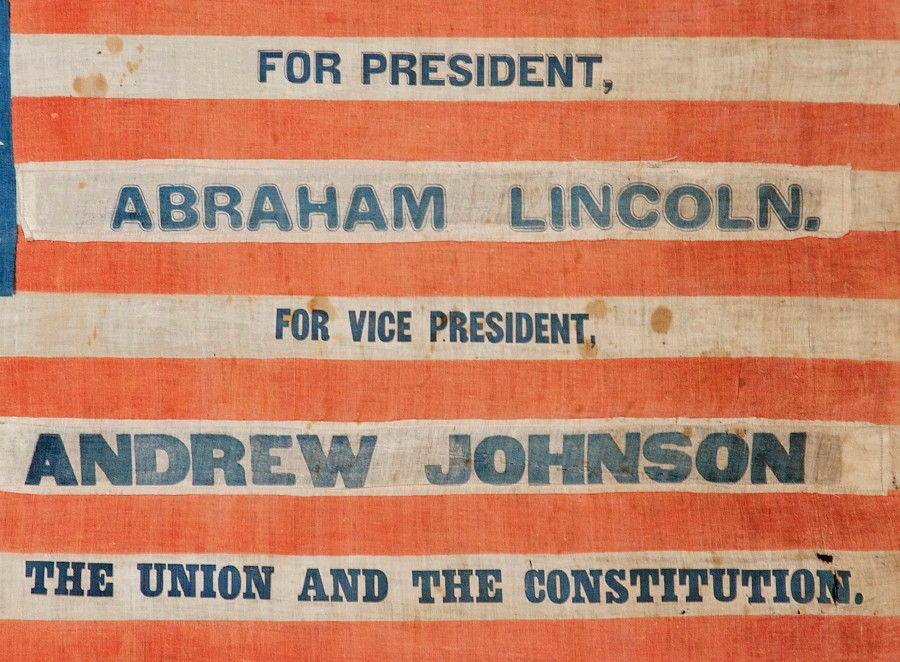 FOR PRESIDENT,
ABRAHAM LINCOLN.
FOR VICE PRESIDENT,
ANDREW JOHNSON
THE UNION AND THE CONSTITUTION.